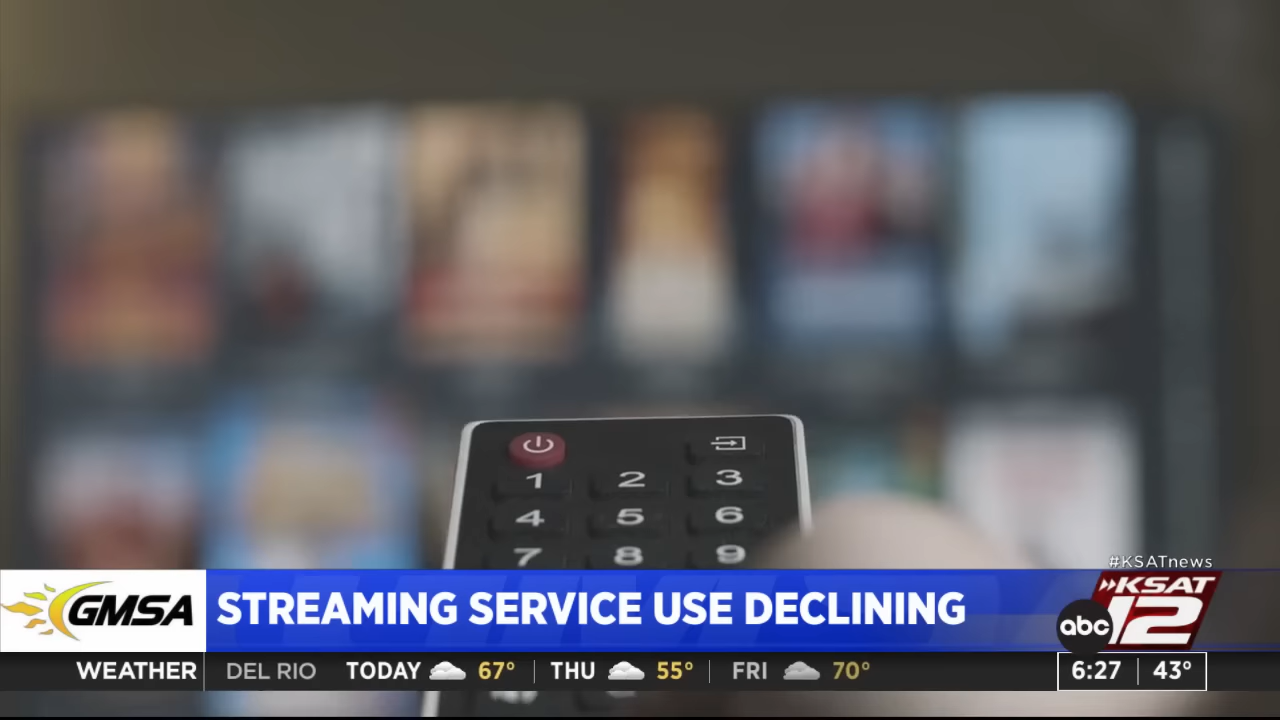 1 2 3
4 5 6
7 8 9
#KSATnews
GMSA
STREAMING SERVICE USE DECLINING
KSAT
abc 12
WEATHER DEL RIO TODAY 67° THU 55° FRI 70° 6:27 43°